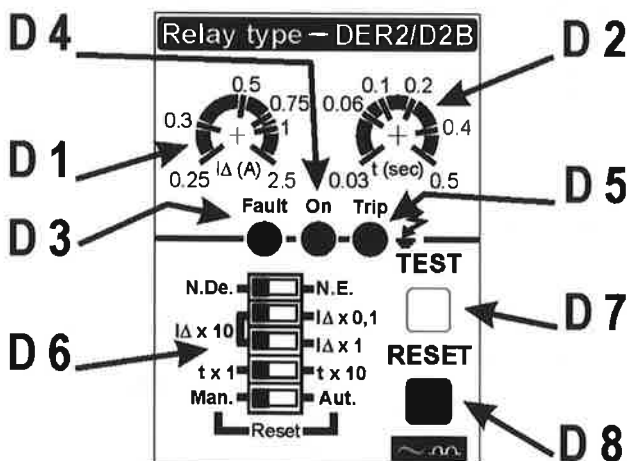 D 4
Relay type – DER2/D2B
D 2
0.5
0.75
0.3
1
0.25
IΔ (A)
2.5
0.1
0.2
0.06
0.4
0.03
t (sec)
0.5
D 1
D 5
Fault On Trip
D 3
TEST
N.De. N.E.
IΔ x 10
IΔ x 0,1
IΔ x 1
D 7
D 6
RESET
t x 1 t x 10
Man. Aut.
Reset
D 8